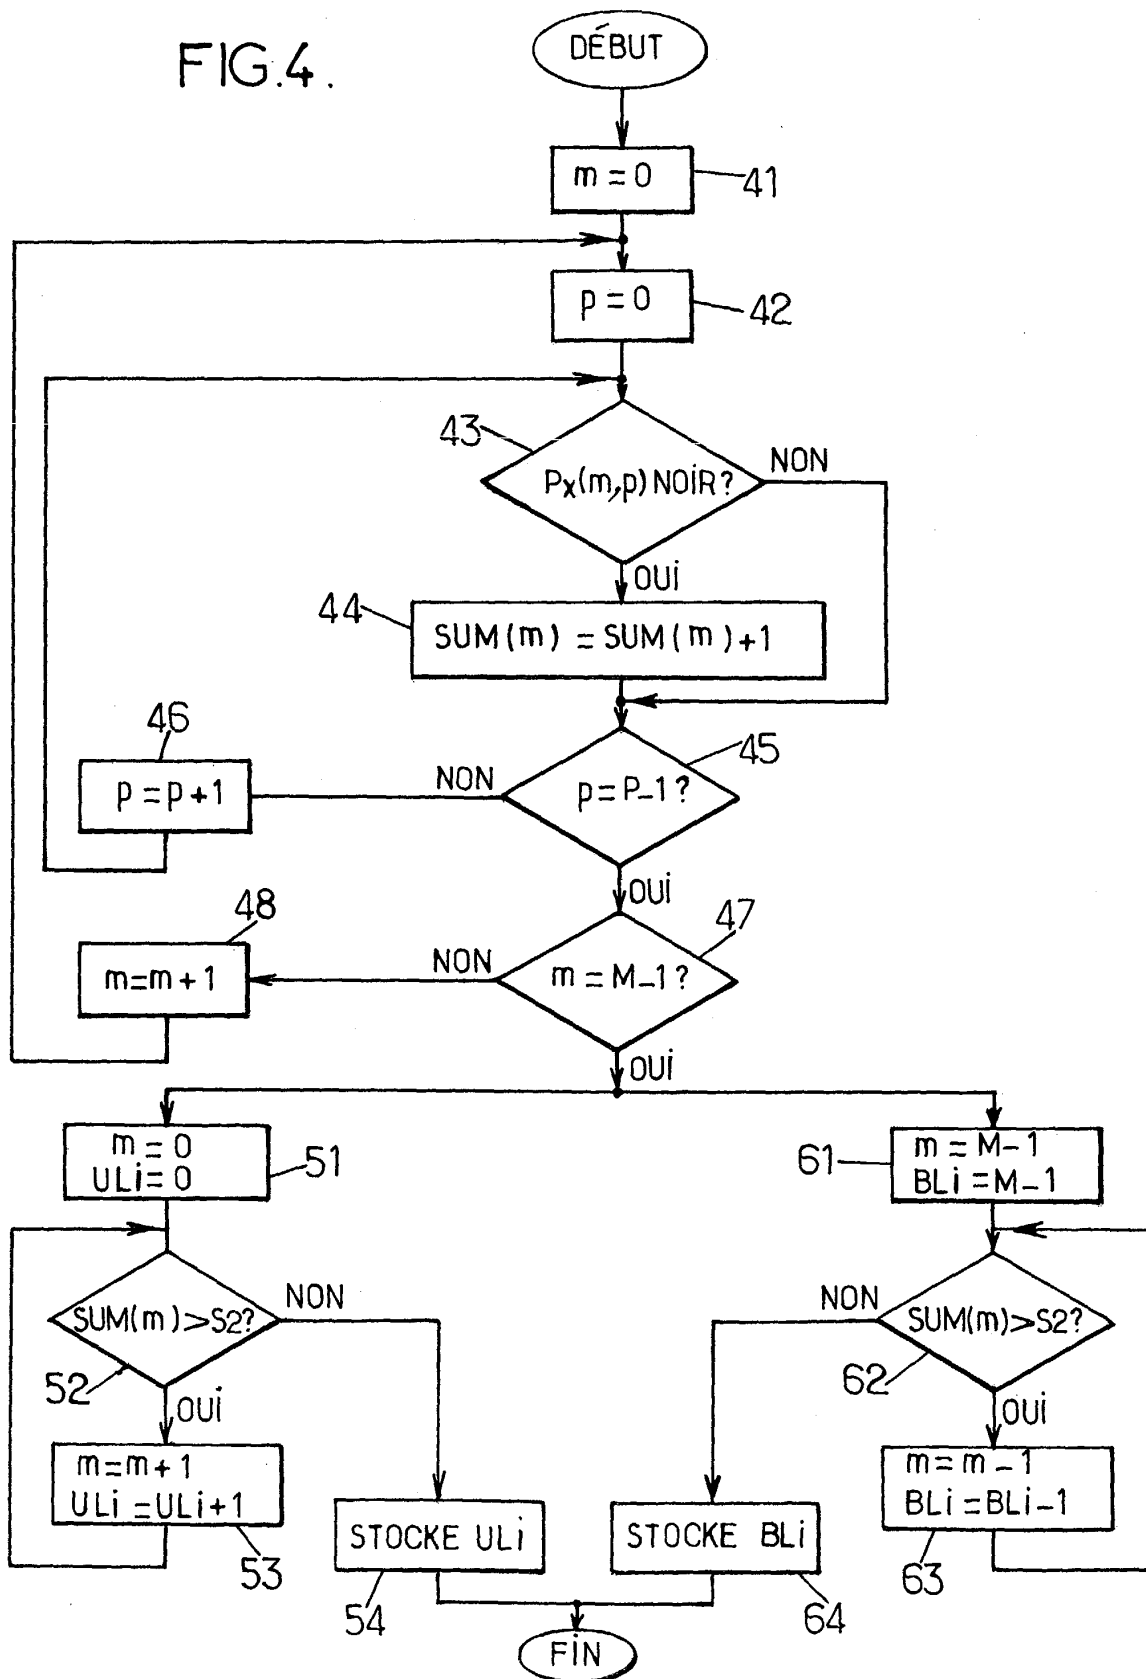 FIG.4.
DÉBUT
m = 0
41
p = 0
42
43
Px(m,p) NOiR?
NON
OUi
44
SUM(m) = SUM(m)+1
46
p = p+1
NON
p = P-1?
45
OUi
48
m=m+1
NON
m = M-1?
47
OUi
m = 0
ULi=0
51
61
m = M-1
BLi=M-1
SUM(m)>S2?
NON
52
OUi
NON
SUM(m)>S2?
62
OUi
m=m+1
ULi=ULi+1
53
STOCKE ULi
54
STOCKE BLi
64
m=m-1
BLi=BLi-1
63
FiN